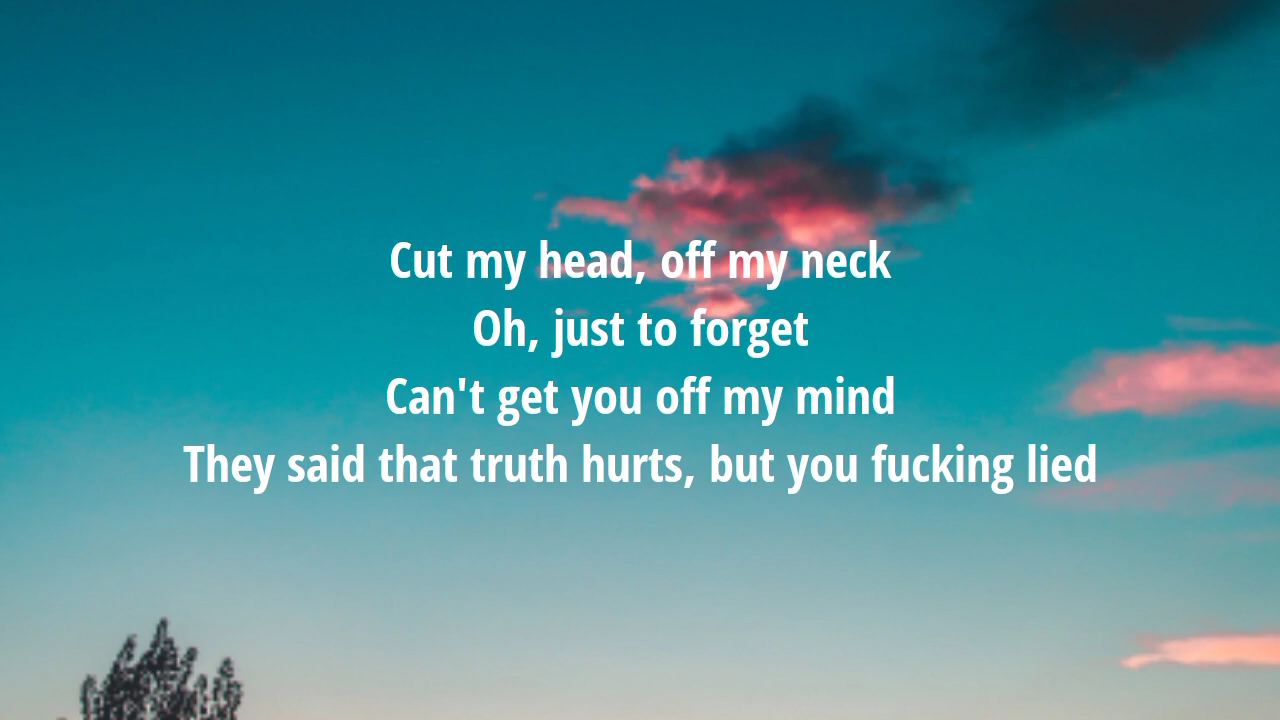 Cut my head, off my neck
Oh, just to forget
Can't get you off my mind
They said that truth hurts, but you fucking lied